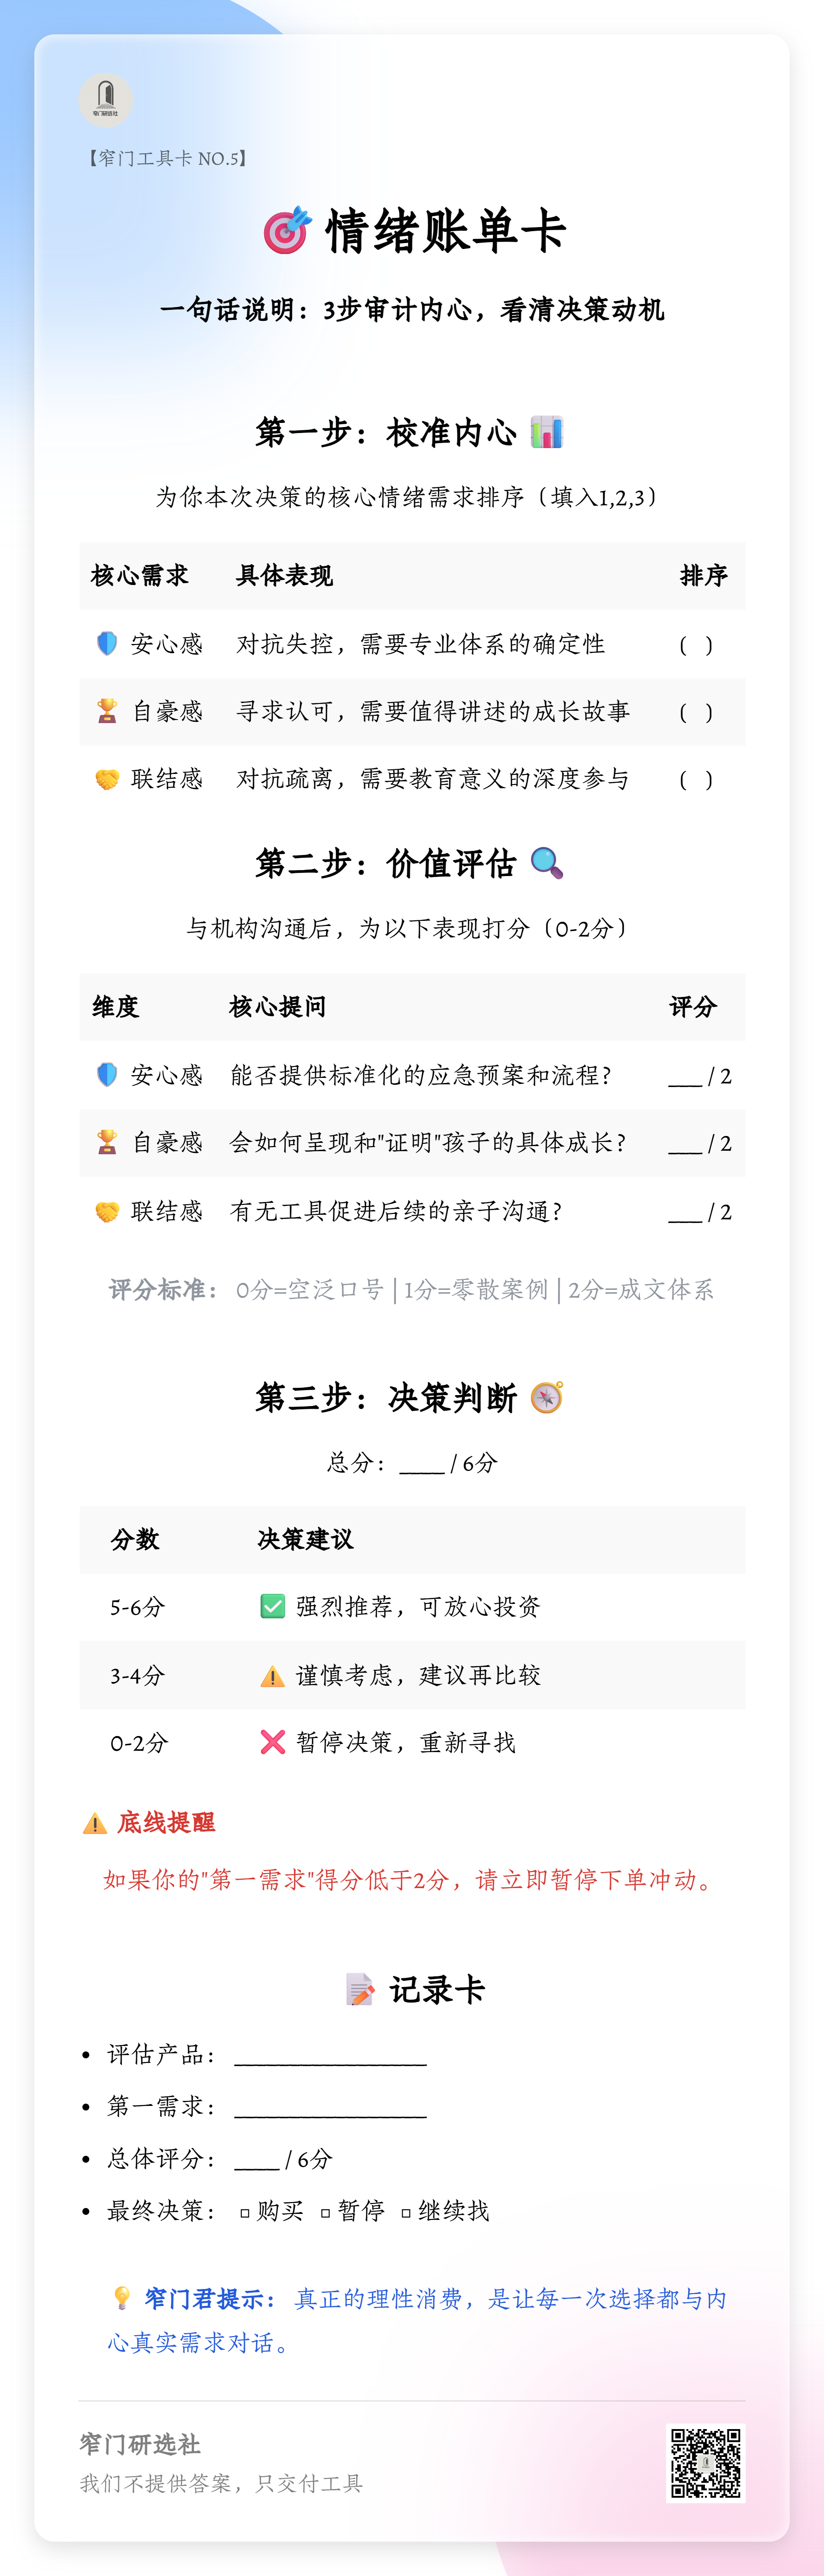 窄门研选社
【窄门工具卡 NO.5】
🎯 情绪账单卡
一句话说明：3步审计内心，看清决策动机
第一步：校准内心 📊
为你本次决策的核心情绪需求排序（填入1,2,3）
核心需求 具体表现 排序
🛡️ 安心感 对抗失控，需要专业体系的确定性 ( )
🏆 自豪感 寻求认可，需要值得讲述的成长故事 ( )
🤝 联结感 对抗疏离，需要教育意义的深度参与 ( )
第二步：价值评估 🔍
与机构沟通后，为以下表现打分（0-2分）
维度 核心提问 评分
🛡️ 安心感 能否提供标准化的应急预案和流程？ ___ / 2
🏆 自豪感 会如何呈现和"证明"孩子的具体成长？ ___ / 2
🤝 联结感 有无工具促进后续的亲子沟通？ ___ / 2
评分标准： 0分=空泛口号 | 1分=零散案例 | 2分=成文体系
第三步：决策判断 🧭
总分：____ / 6分
分数 决策建议
5-6分 ✅ 强烈推荐，可放心投资
3-4分 ⚠️ 谨慎考虑，建议再比较
0-2分 ❌ 暂停决策，重新寻找
⚠️ 底线提醒
如果你的"第一需求"得分低于2分，请立即暂停下单冲动。
📝 记录卡
• 评估产品： _________________
• 第一需求： _________________
• 总体评分： ____ / 6分
• 最终决策： □ 购买 □ 暂停 □ 继续找
💡 窄门君提示： 真正的理性消费，是让每一次选择都与内
心真实需求对话。
窄门研选社
我们不提供答案，只交付工具